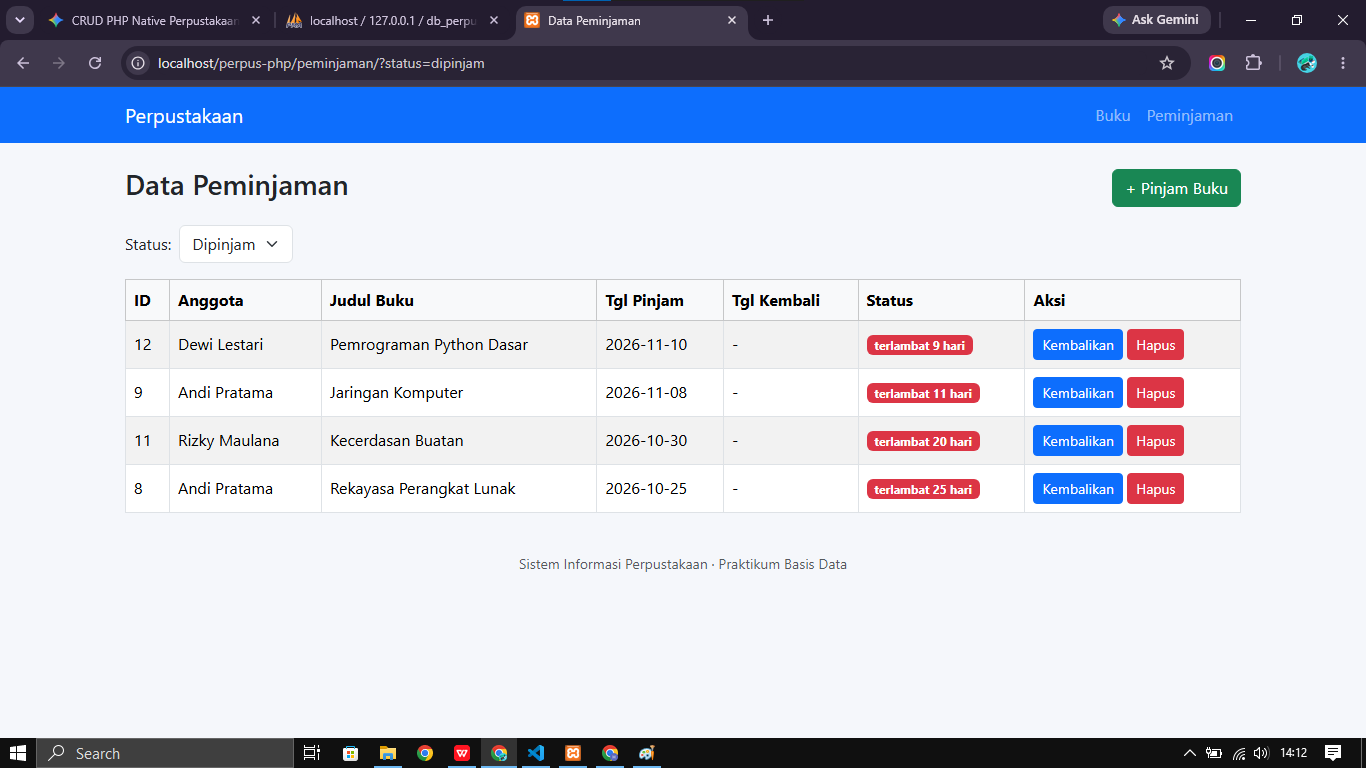 CRUD PHP Native Perpustakaan
localhost / 127.0.0.1 / db_perpu
Data Peminjaman
Ask Gemini
localhost/perpus-php/peminjaman/?status=dipinjam
Perpustakaan
Buku
Peminjaman
Data Peminjaman
+ Pinjam Buku
Status: Dipinjam
ID Anggota Judul Buku Tgl Pinjam Tgl Kembali Status Aksi
12 Dewi Lestari Pemrograman Python Dasar 2026-11-10 - terlambat 9 hari Kembalikan Hapus
9 Andi Pratama Jaringan Komputer 2026-11-08 - terlambat 11 hari Kembalikan Hapus
11 Rizky Maulana Kecerdasan Buatan 2026-10-30 - terlambat 20 hari Kembalikan Hapus
8 Andi Pratama Rekayasa Perangkat Lunak 2026-10-25 - terlambat 25 hari Kembalikan Hapus
Sistem Informasi Perpustakaan · Praktikum Basis Data
Search
14:12